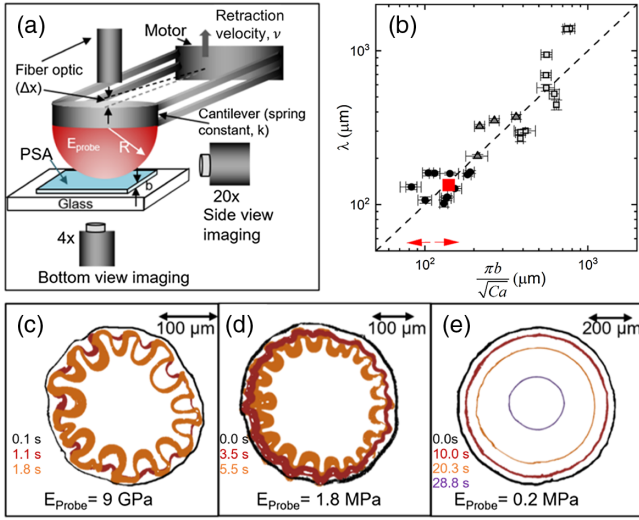 (a)
Retraction
velocity, ν
Motor
Fiber optic
(Δx)
Cantilever (spring
constant, k)
E_probe
R
PSA
b
Glass
20x
Side view
imaging
4x
Bottom view imaging
(b)
λ (μm)
10³
10²
10²
10³
πb/√Ca (μm)
(c)
100 μm
0.1 s
1.1 s
1.8 s
E_Probe= 9 GPa
(d)
100 μm
0.0 s
3.5 s
5.5 s
E_Probe= 1.8 MPa
(e)
200 μm
0.0s
10.0 s
20.3 s
28.8 s
E_Probe= 0.2 MPa